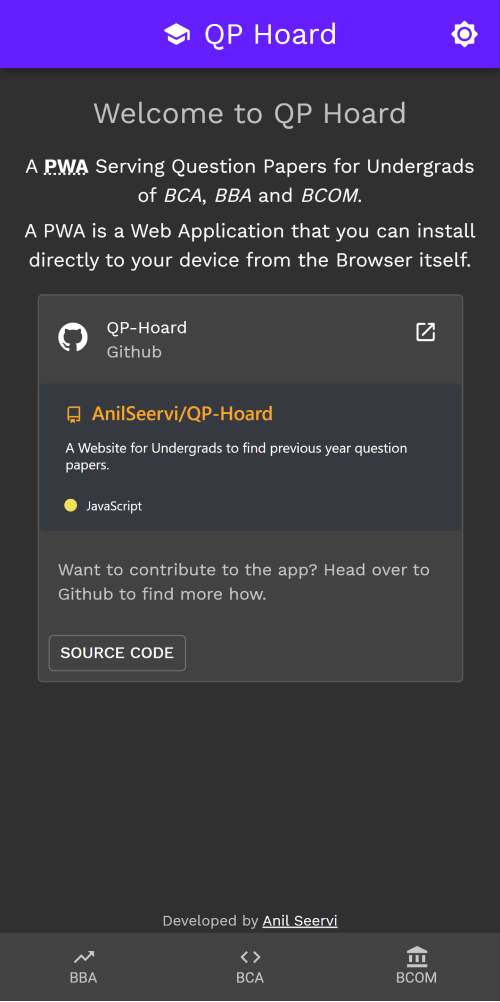 QP Hoard
Welcome to QP Hoard
A PWA Serving Question Papers for Undergrads
of BCA, BBA and BCOM.
A PWA is a Web Application that you can install
directly to your device from the Browser itself.
QP-Hoard
Github
AnilSeervi/QP-Hoard
A Website for Undergrads to find previous year question
papers.
JavaScript
Want to contribute to the app? Head over to
Github to find more how.
SOURCE CODE
Developed by Anil Seervi
BBA
BCA
BCOM